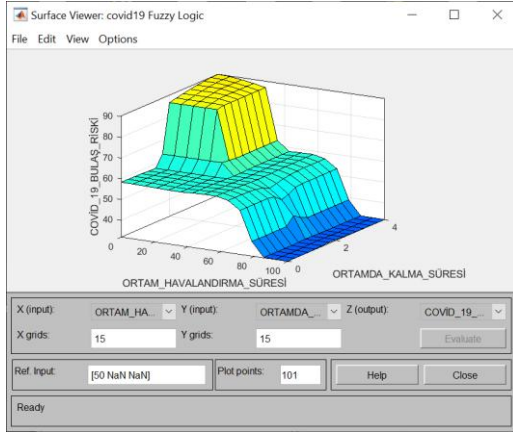 Surface Viewer: covid19 Fuzzy Logic
File Edit View Options
90
80
70
60
50
40
COVİD_19_BULAŞ_RİSKİ
0 20 40 60 80 100
ORTAM_HAVALANDIRMA_SÜRESİ
0 2 4
ORTAMDA_KALMA_SÜRESİ
X (input): ORTAM_HA... Y (input): ORTAMDA_... Z (output): COVİD_19_...
X grids: 15 Y grids: 15 Evaluate
Ref. Input: [50 NaN NaN] Plot points: 101 Help Close
Ready